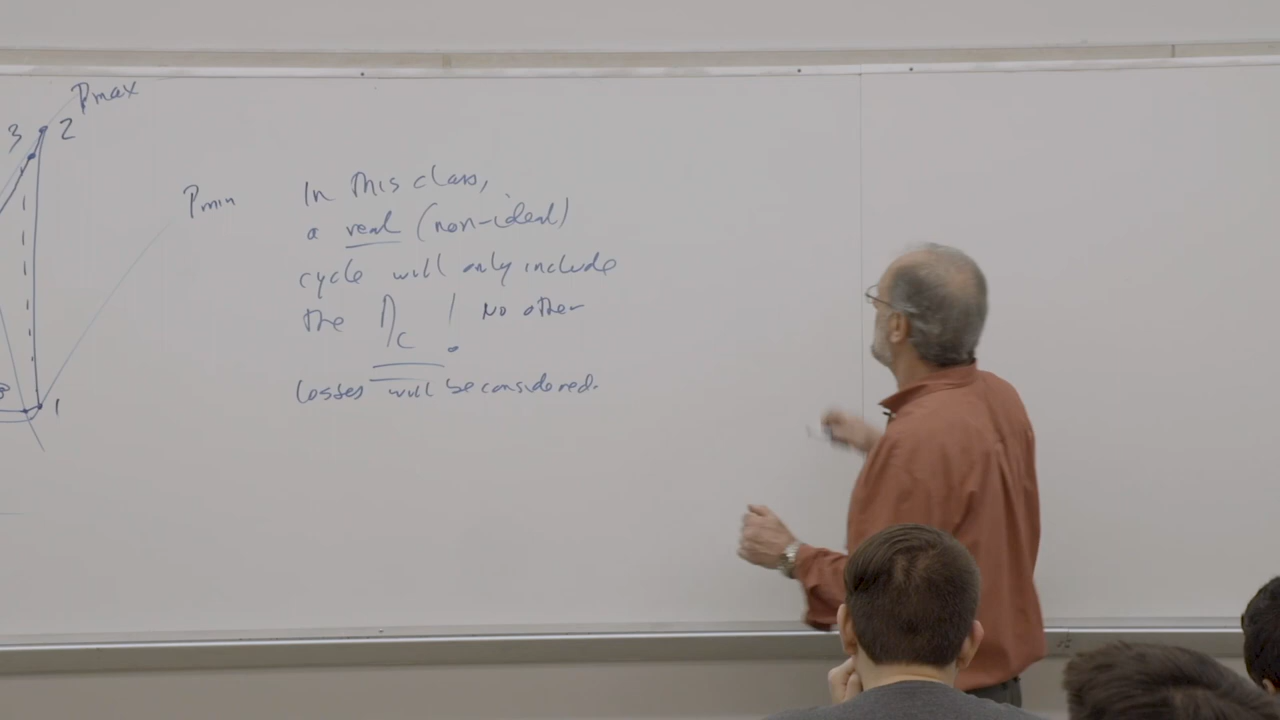 Pmax
3 2
Pmin
In this class,
a real (non-ideal)
cycle will only include
the ηc ! No other
losses will be considered.
1